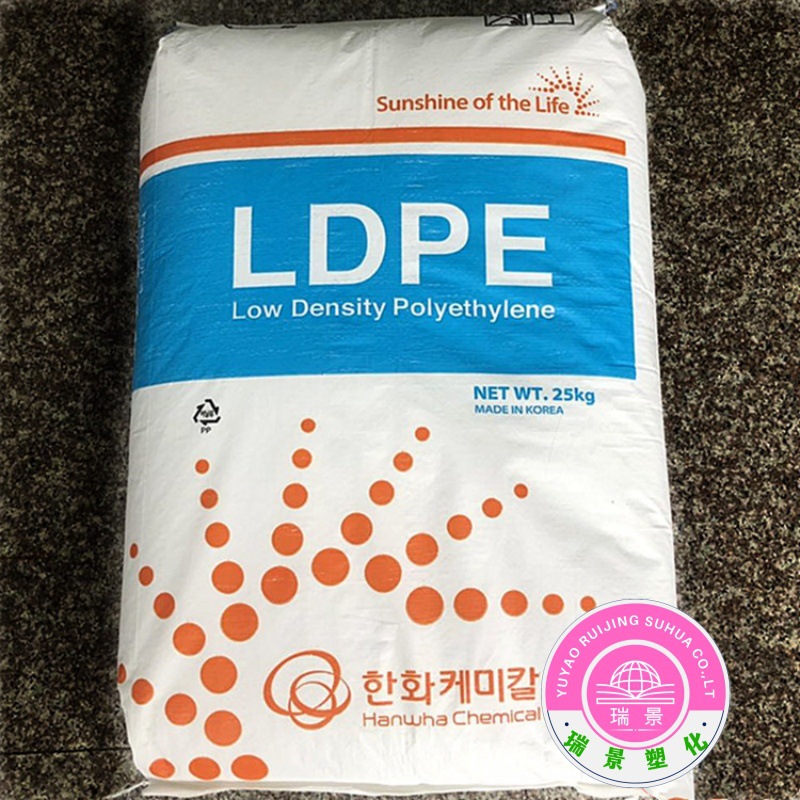 Sunshine of the Life
LDPE
Low Density Polyethylene
NET WT. 25kg
MADE IN KOREA
PP
한화케미칼
Hanwha Chemical
YUYAO RUIJING SUHUA CO.,LT
瑞景
·瑞景塑化·